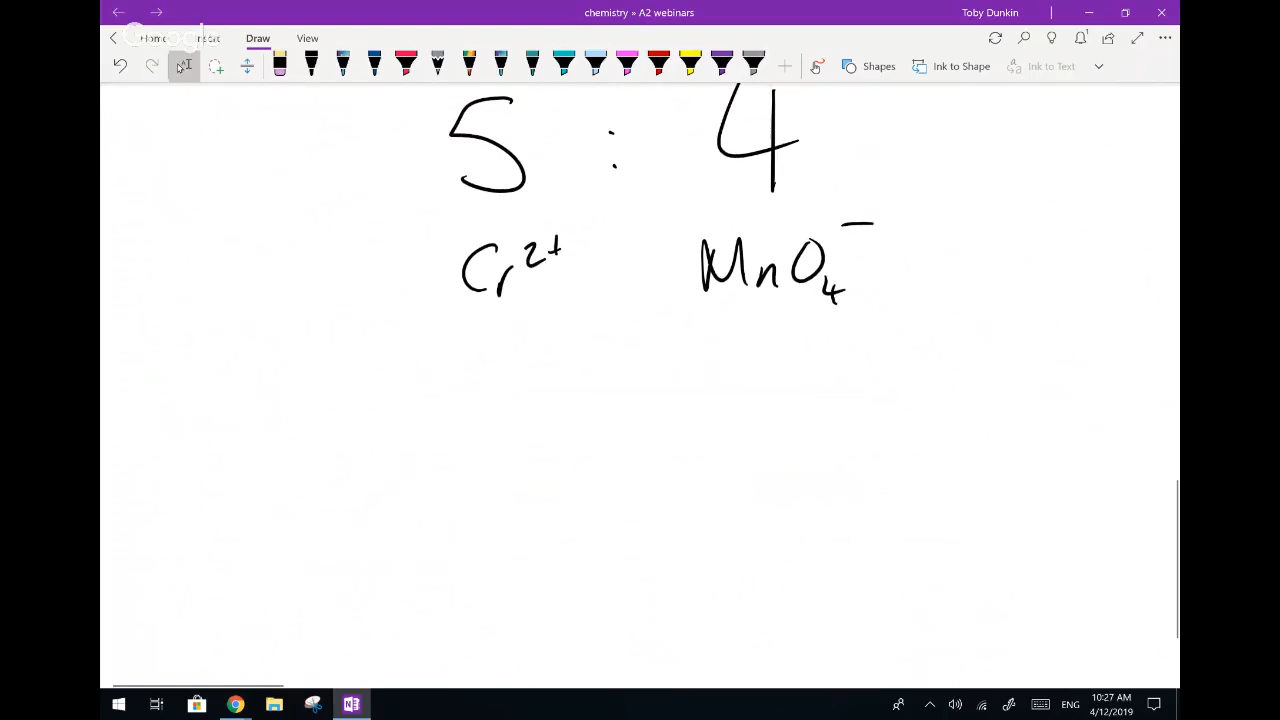 chemistry » A2 webinars
Toby Dunkin
Home
Draw
View
Shapes
Ink to Shape
Ink to Text
5 : 4
Cr²⁺ MnO₄⁻
ENG
10:27 AM
4/12/2019